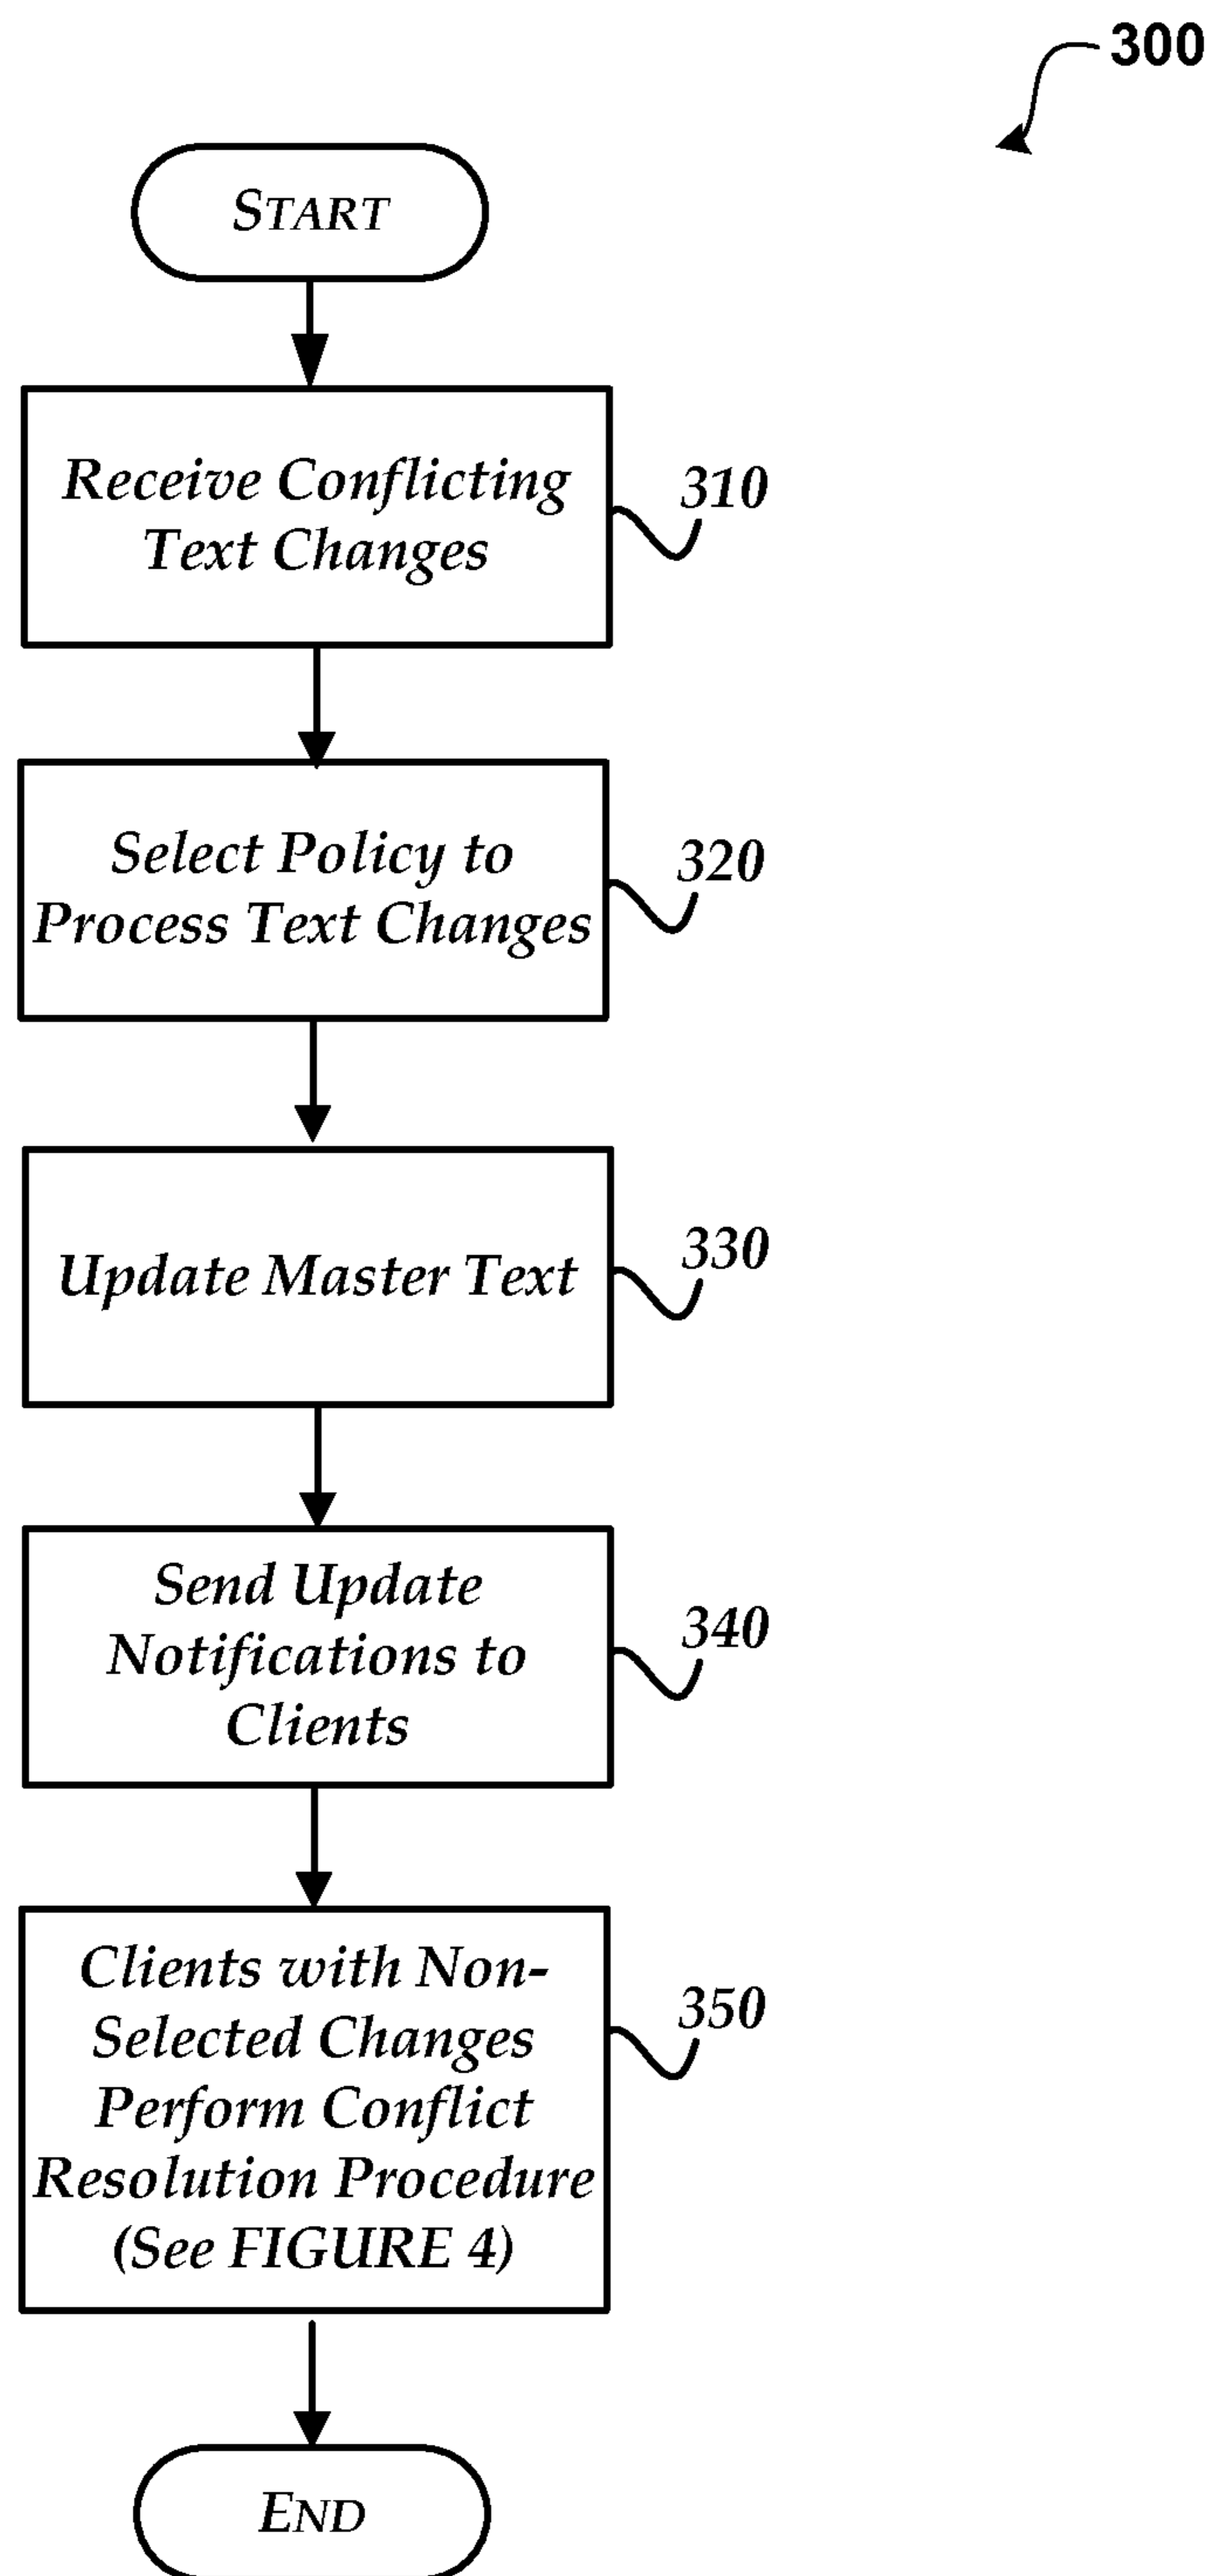 300
START
Receive Conflicting
Text Changes
310
Select Policy to
Process Text Changes
320
Update Master Text
330
Send Update
Notifications to
Clients
340
Clients with Non-
Selected Changes
Perform Conflict
Resolution Procedure
(See FIGURE 4)
350
END